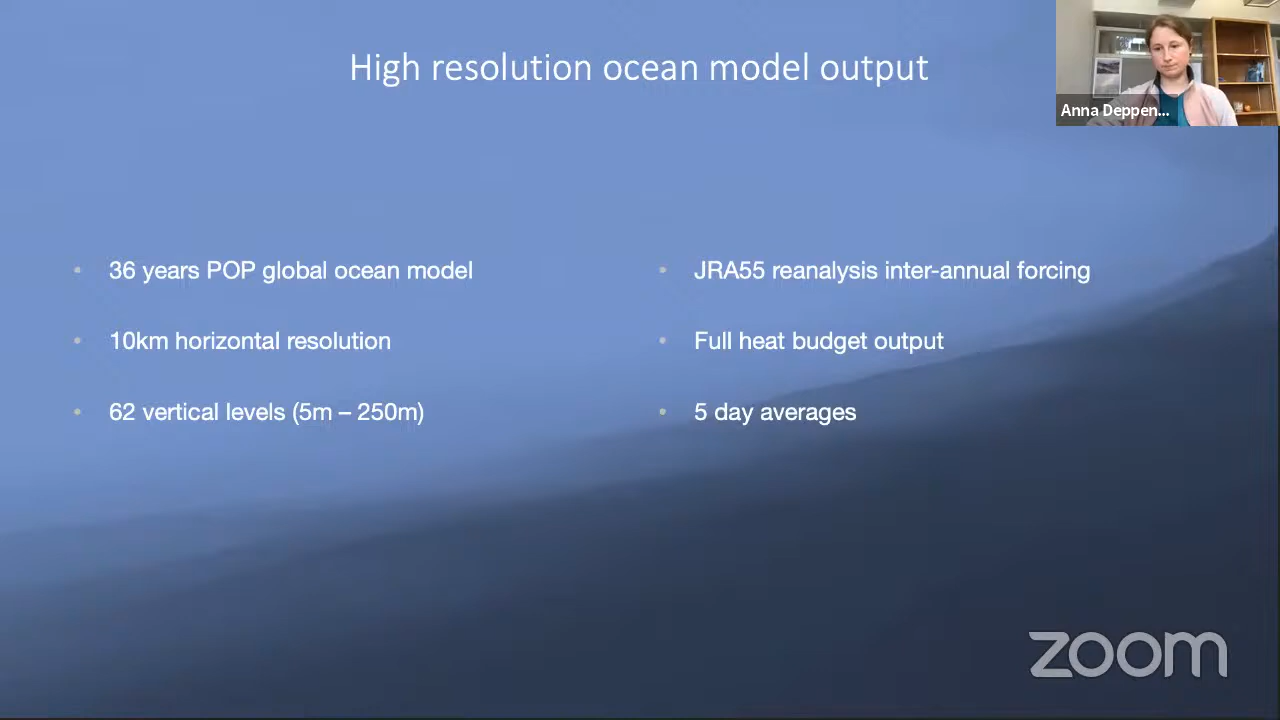 High resolution ocean model output
Anna Deppen...
• 36 years POP global ocean model
• 10km horizontal resolution
• 62 vertical levels (5m – 250m)
• JRA55 reanalysis inter-annual forcing
• Full heat budget output
• 5 day averages
zoom